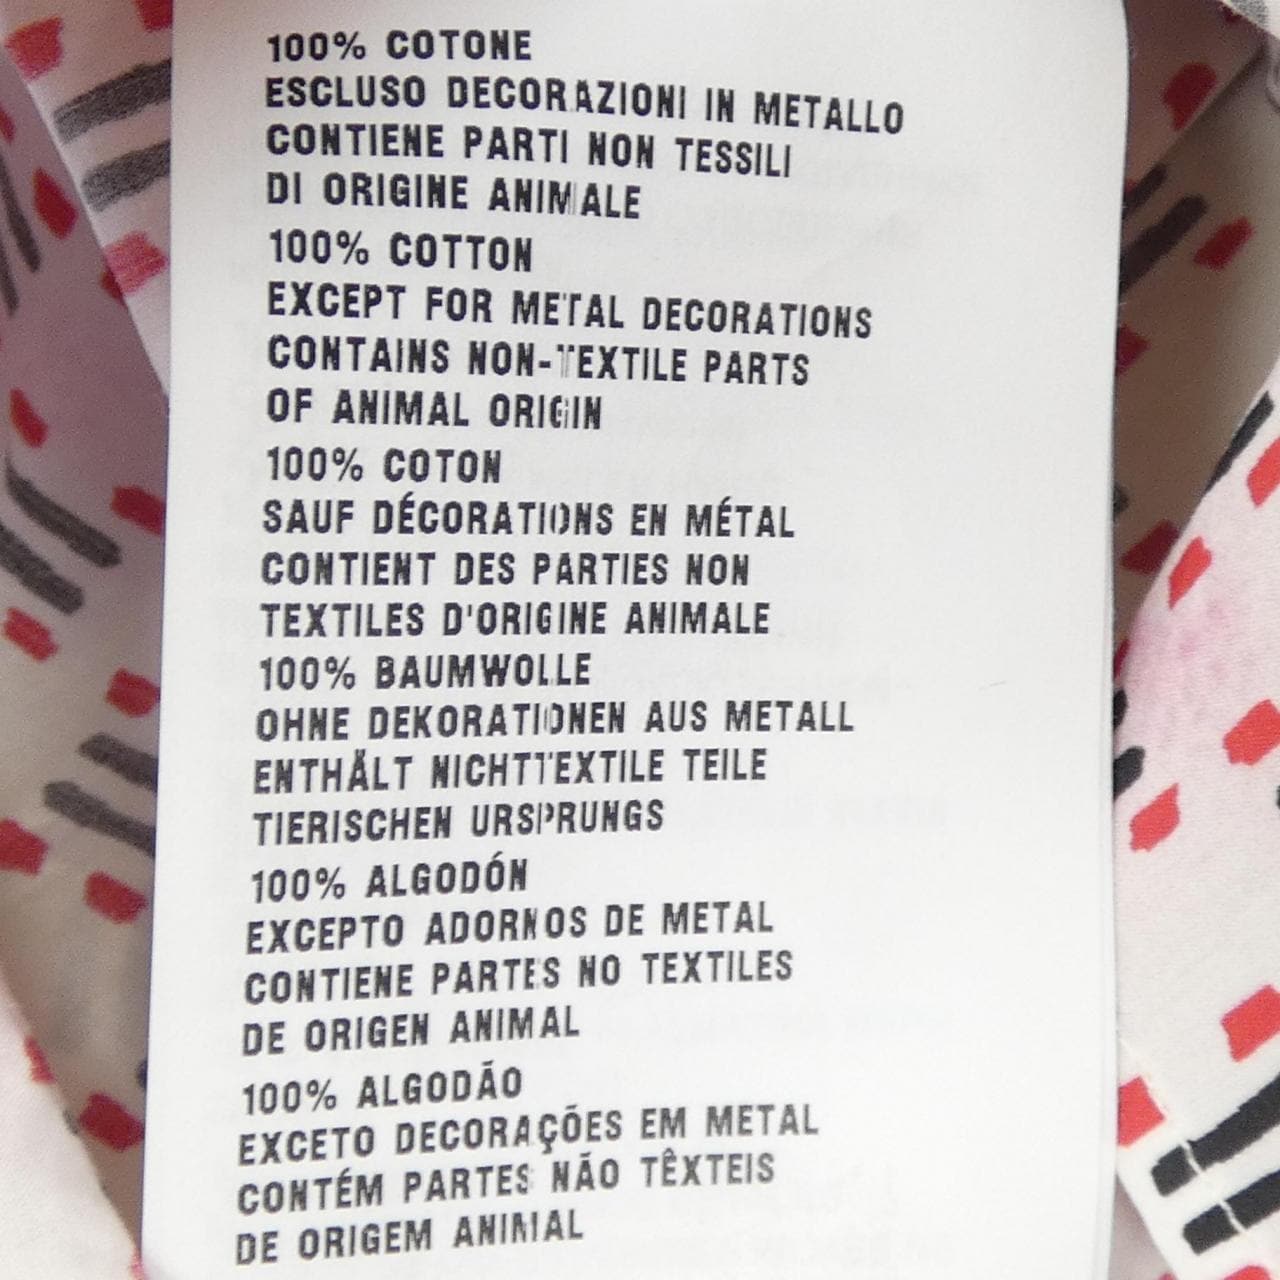 100% COTONE
ESCLUSO DECORAZIONI IN METALLO
CONTIENE PARTI NON TESSILI
DI ORIGINE ANIMALE
100% COTTON
EXCEPT FOR METAL DECORATIONS
CONTAINS NON-TEXTILE PARTS
OF ANIMAL ORIGIN
100% COTON
SAUF DÉCORATIONS EN MÉTAL
CONTIENT DES PARTIES NON
TEXTILES D'ORIGINE ANIMALE
100% BAUMWOLLE
OHNE DEKORATIONEN AUS METALL
ENTHÄLT NICHTTEXTILE TEILE
TIERISCHEN URSPRUNGS
100% ALGODÓN
EXCEPTO ADORNOS DE METAL
CONTIENE PARTES NO TEXTILES
DE ORIGEN ANIMAL
100% ALGODÃO
EXCETO DECORAÇÕES EM METAL
CONTÉM PARTES NÃO TÊXTEIS
DE ORIGEM ANIMAL